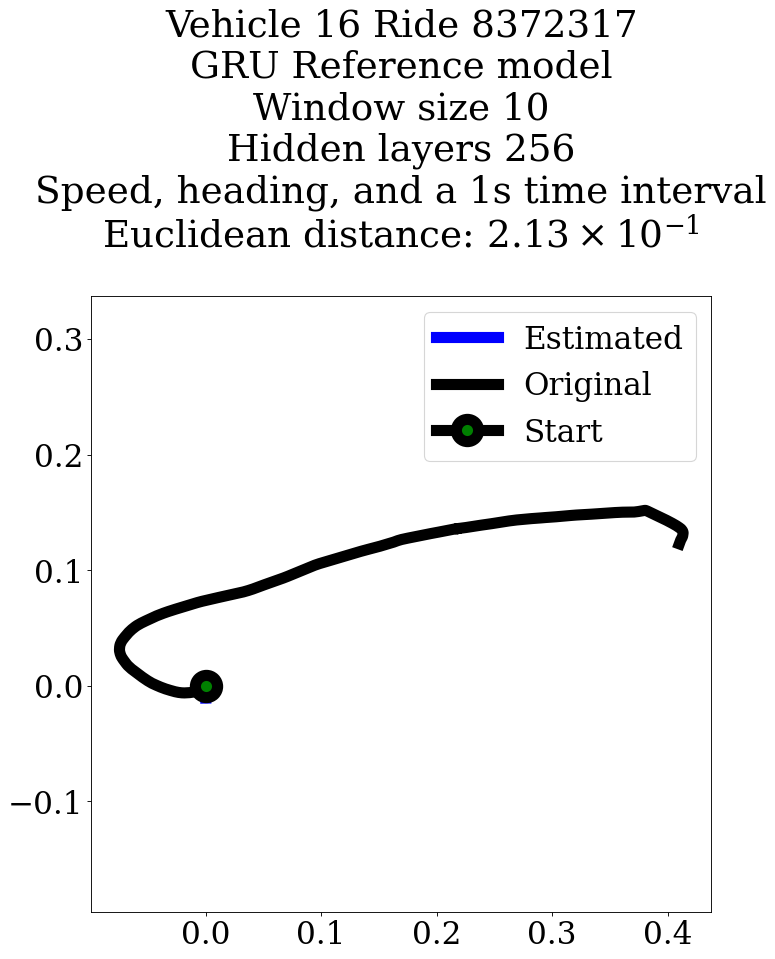 Vehicle 16 Ride 8372317
GRU Reference model
Window size 10
Hidden layers 256
Speed, heading, and a 1s time interval
Euclidean distance: 2.13 × 10⁻¹
Estimated
Original
Start
0.3
0.2
0.1
0.0
−0.1
0.0 0.1 0.2 0.3 0.4